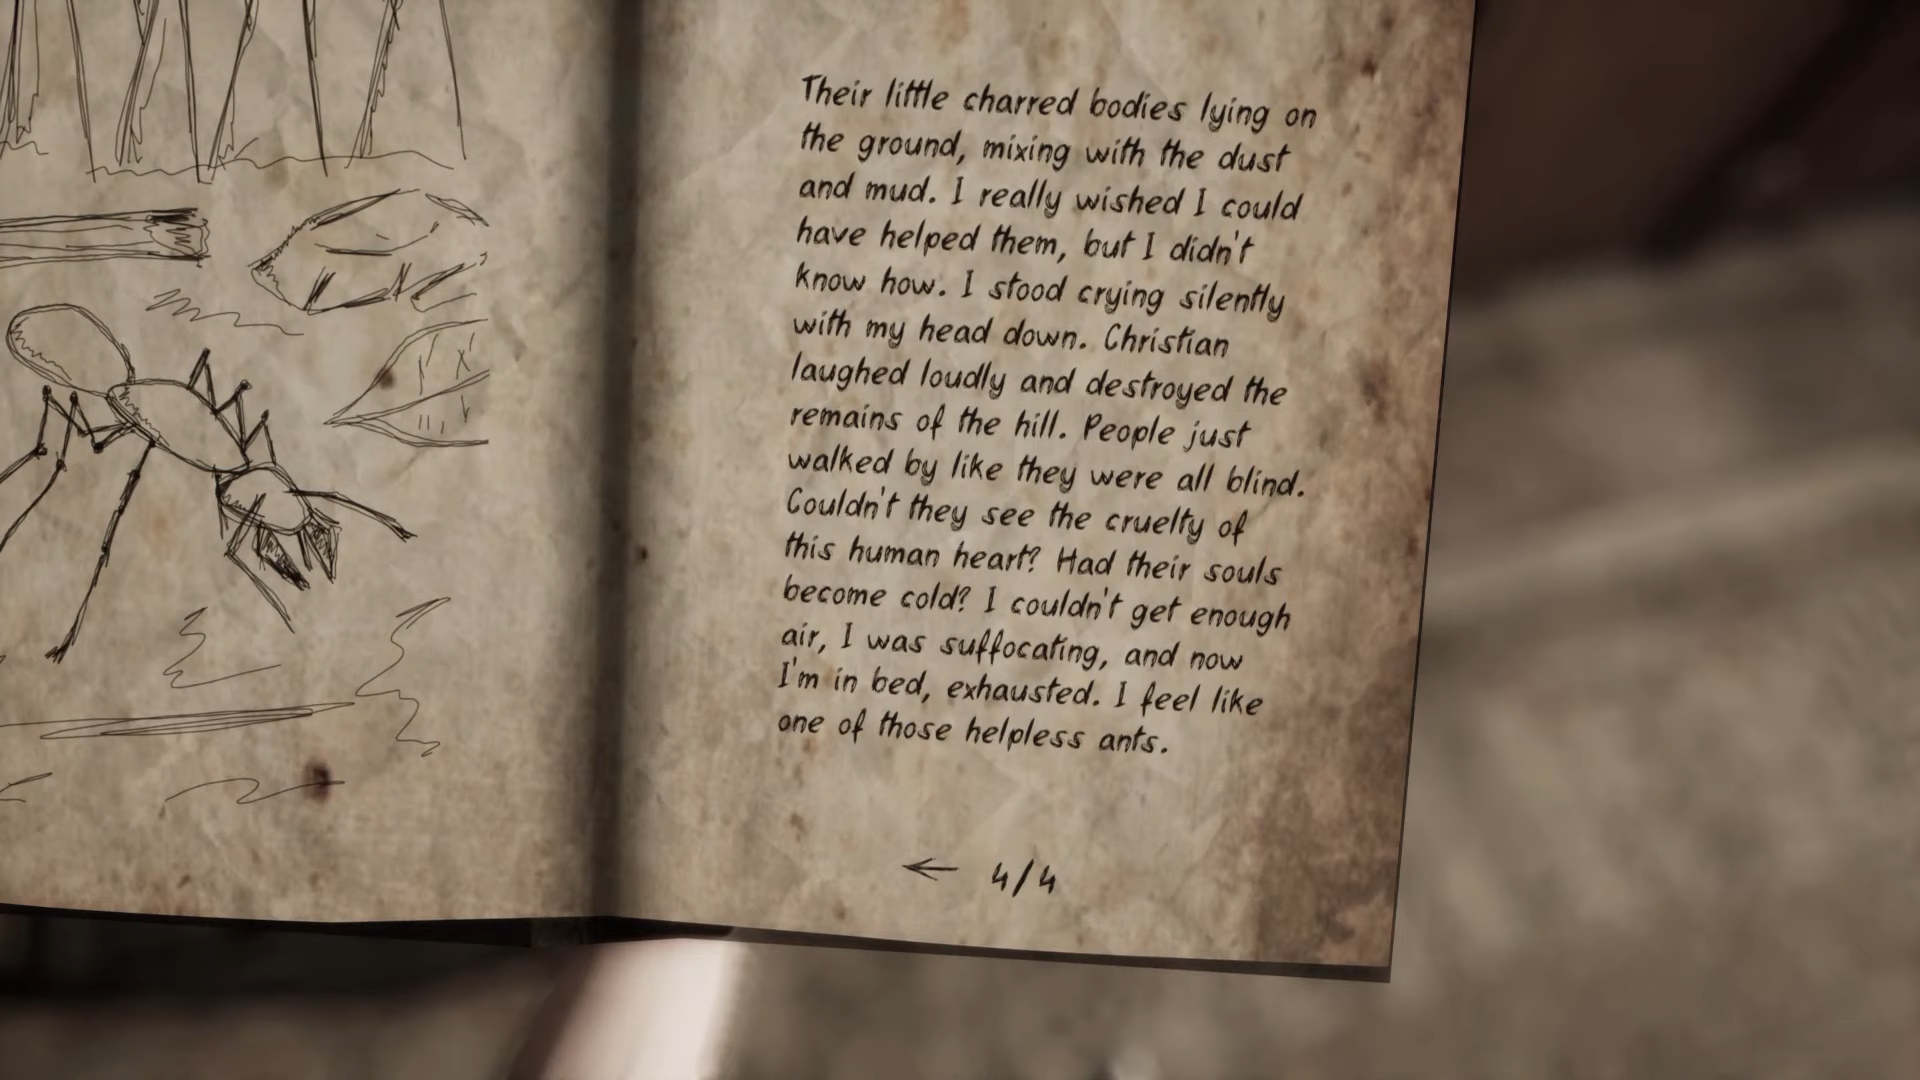 Their little charred bodies lying on
the ground, mixing with the dust
and mud. I really wished I could
have helped them, but I didn't
know how. I stood crying silently
with my head down. Christian
laughed loudly and destroyed the
remains of the hill. People just
walked by like they were all blind.
Couldn't they see the cruelty of
this human heart? Had their souls
become cold? I couldn't get enough
air, I was suffocating, and now
I'm in bed, exhausted. I feel like
one of those helpless ants.
← 4/4